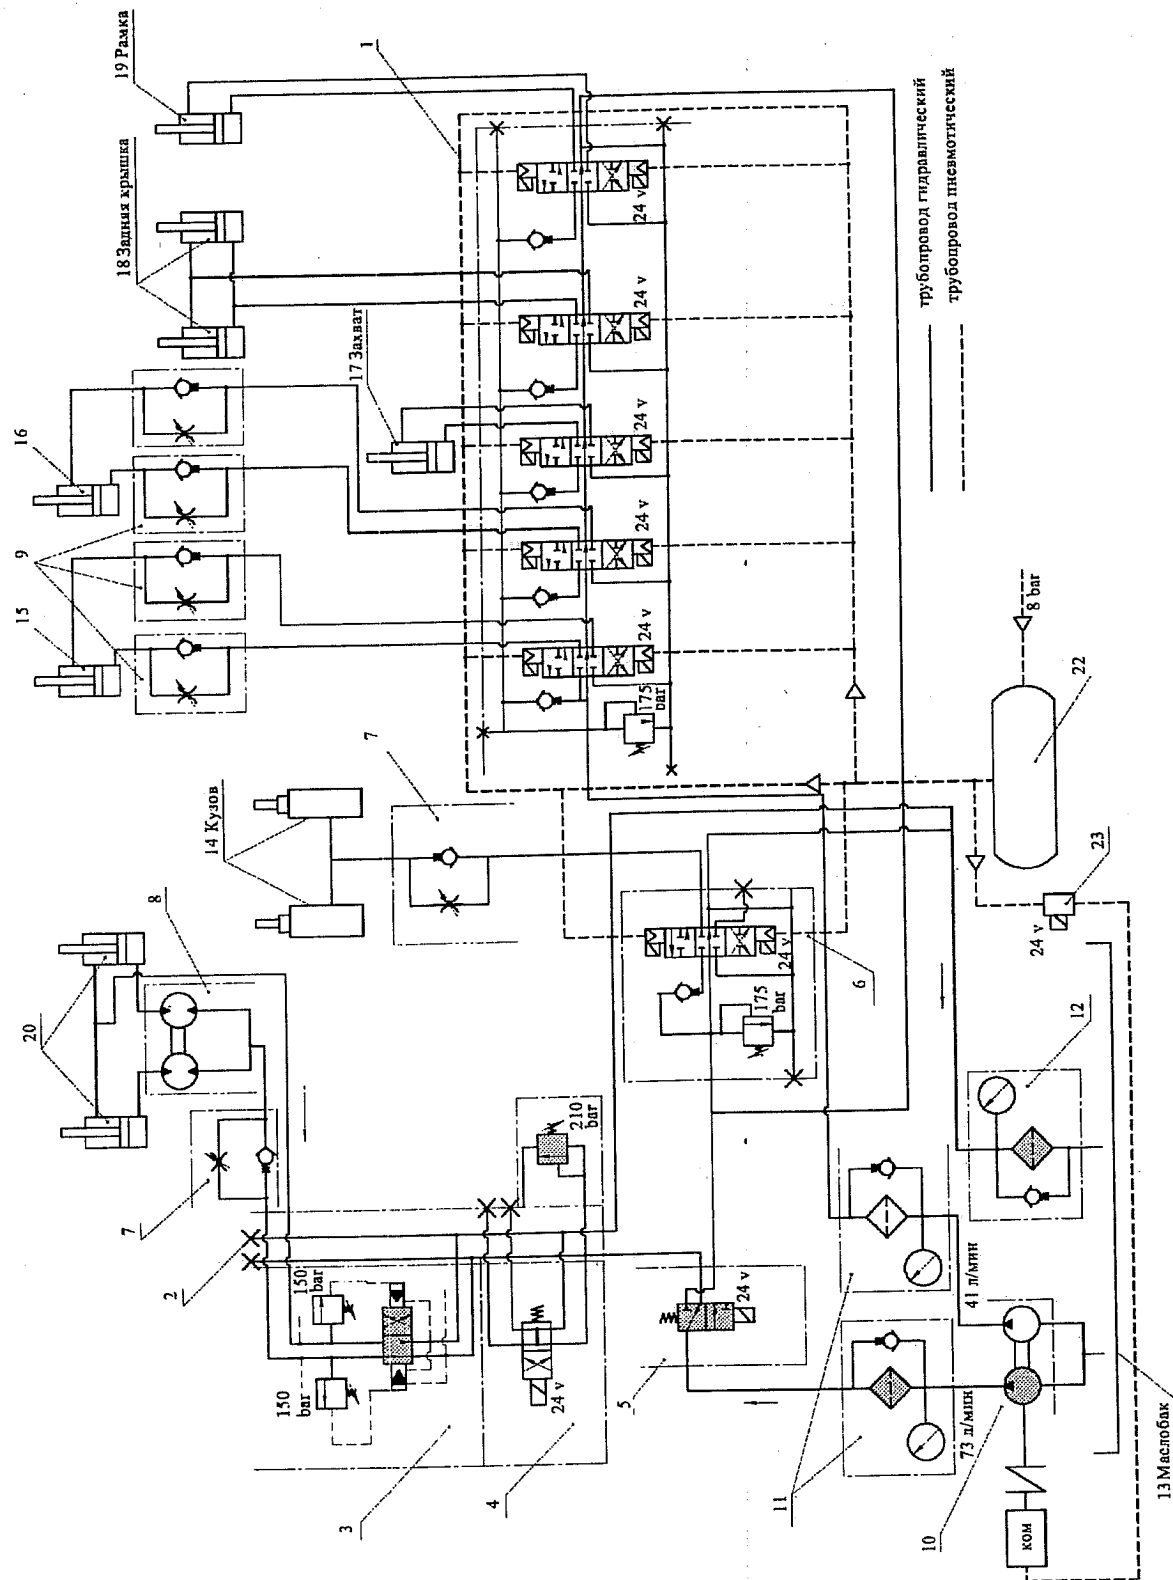 19 Рамка
1
18 Задняя крышка
17 Захват
16
9
15
24 v
24 v
24 v
24 v
24 v
175
bar
трубопровод гидравлический
трубопровод пневмотический
8 bar
22
23
24 v
14 Кузов
7
8
20
7
2
6
24 v
175
bar
12
210
bar
150
bar
150
bar
24 v
3
4
5
24 v
41 л/мин
73 л/мин
11
10
ком
13 Маслобак